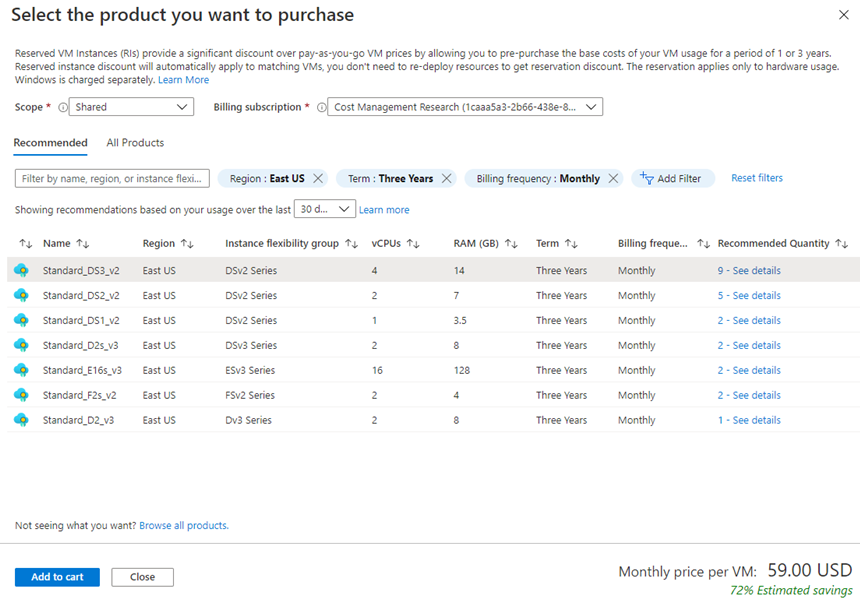 Select the product you want to purchase
Reserved VM Instances (RIs) provide a significant discount over pay-as-you-go VM prices by allowing you to pre-purchase the base costs of your VM usage for a period of 1 or 3 years.
Reserved instance discount will automatically apply to matching VMs, you don't need to re-deploy resources to get reservation discount. The reservation applies only to hardware usage.
Windows is charged separately. Learn More
Scope * Shared Billing subscription * Cost Management Research (1caaa5a3-2b66-438e-8...
Recommended All Products
Filter by name, region, or instance flexi... Region : East US Term : Three Years Billing frequency : Monthly Add Filter Reset filters
Showing recommendations based on your usage over the last 30 d... Learn more
Name Region Instance flexibility group vCPUs RAM (GB) Term Billing freque... Recommended Quantity
Standard_DS3_v2 East US DSv2 Series 4 14 Three Years Monthly 9 - See details
Standard_DS2_v2 East US DSv2 Series 2 7 Three Years Monthly 5 - See details
Standard_DS1_v2 East US DSv2 Series 1 3.5 Three Years Monthly 2 - See details
Standard_D2s_v3 East US DSv3 Series 2 8 Three Years Monthly 2 - See details
Standard_E16s_v3 East US ESv3 Series 16 128 Three Years Monthly 2 - See details
Standard_F2s_v2 East US FSv2 Series 2 4 Three Years Monthly 2 - See details
Standard_D2_v3 East US Dv3 Series 2 8 Three Years Monthly 1 - See details
Not seeing what you want? Browse all products.
Add to cart Close Monthly price per VM: 59.00 USD
72% Estimated savings